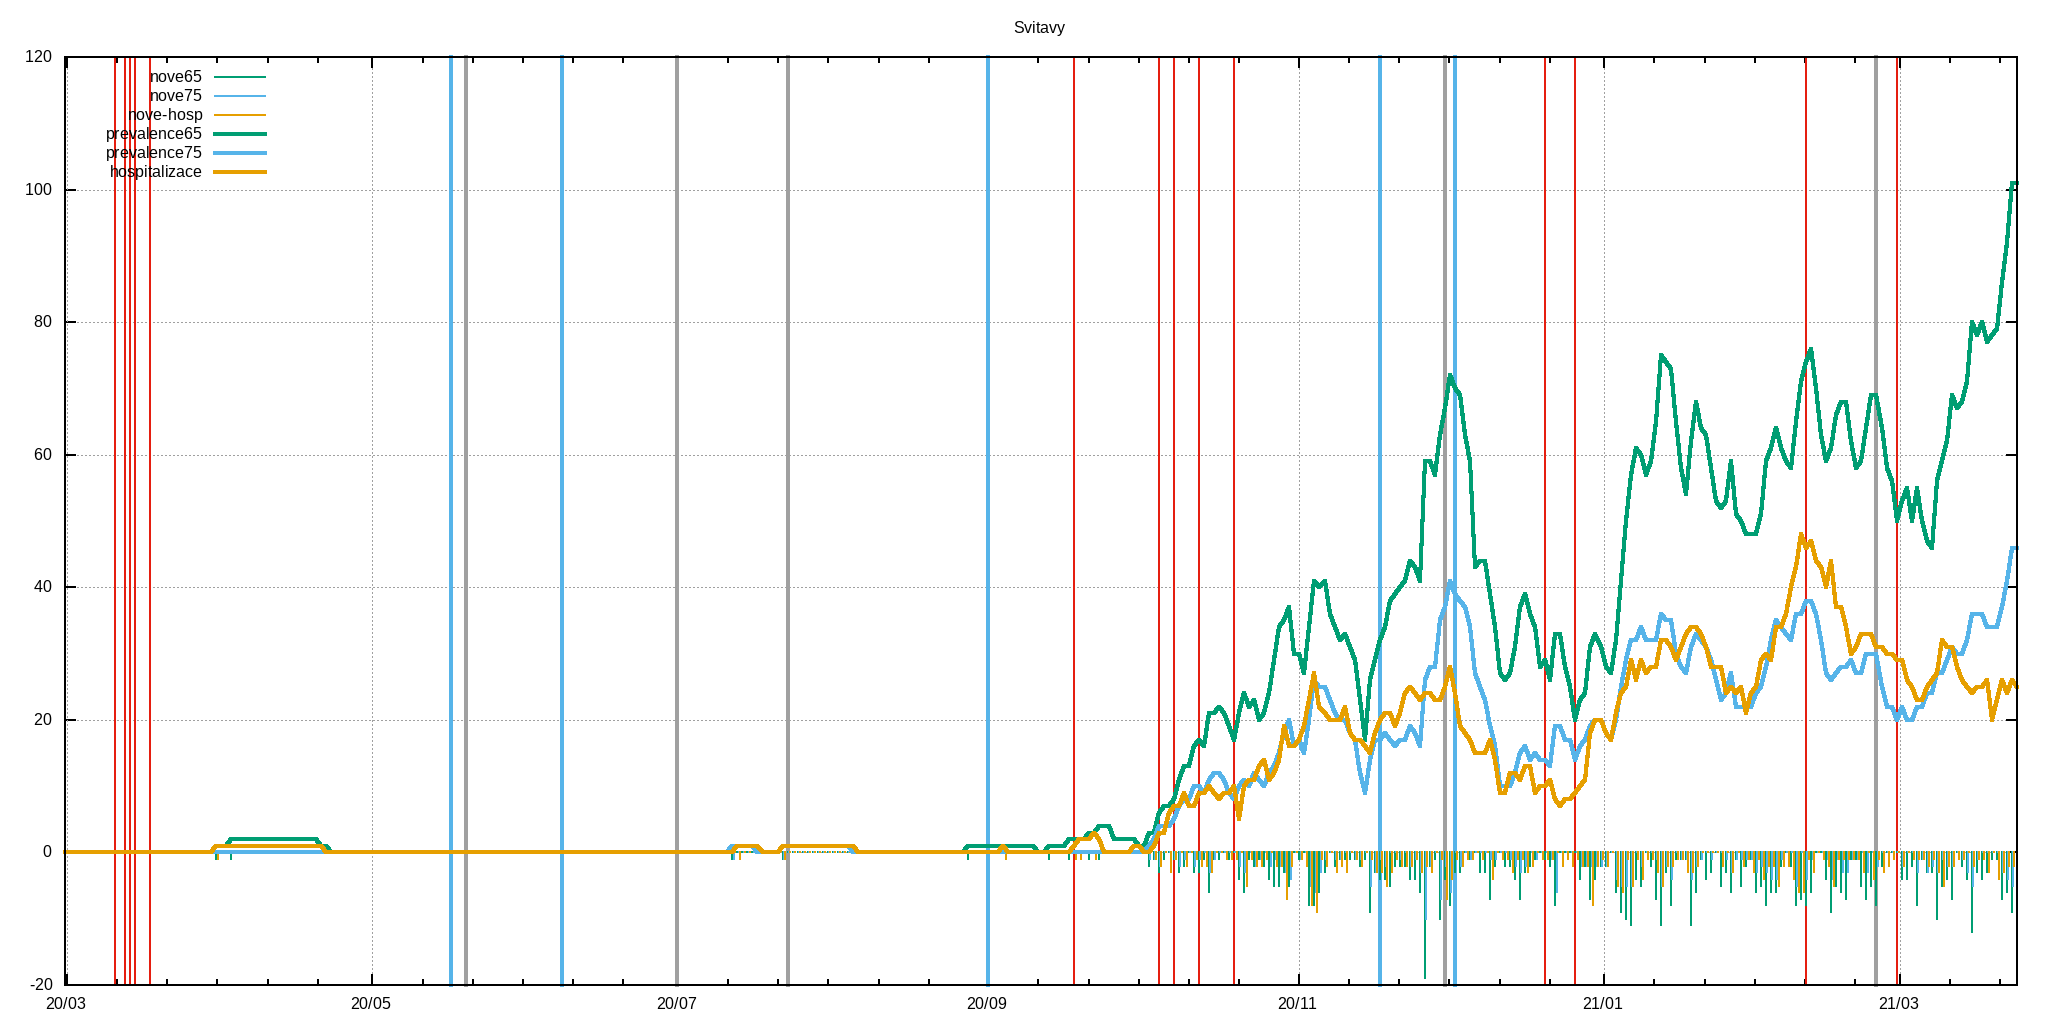 Svitavy
120
100
80
60
40
20
0
-20
nove65
nove75
nove-hosp
prevalence65
prevalence75
hospitalizace
20/03 20/05 20/07 20/09 20/11 21/01 21/03